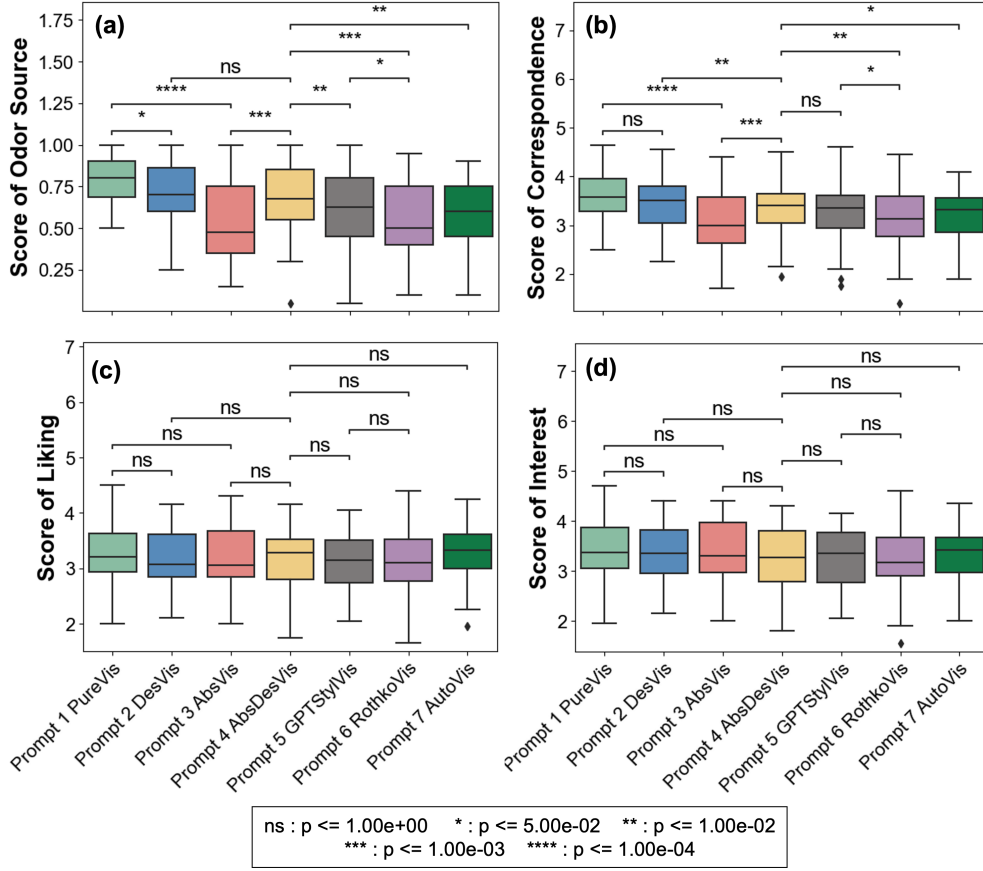 (a)
Score of Odor Source
1.75
1.50
1.25
1.00
0.75
0.50
0.25
**
***
ns
*
****
**
*
***
(b)
Score of Correspondence
7
6
5
4
3
2
*
**
**
*
****
ns
ns
***
(c)
Score of Liking
7
6
5
4
3
2
ns
ns
ns
ns
ns
ns
ns
ns
(d)
Score of Interest
7
6
5
4
3
2
ns
ns
ns
ns
ns
ns
ns
ns
Prompt 1 PureVis
Prompt 2 DesVis
Prompt 3 AbsVis
Prompt 4 AbsDesVis
Prompt 5 GPTStylVis
Prompt 6 RothkoVis
Prompt 7 AutoVis
Prompt 1 PureVis
Prompt 2 DesVis
Prompt 3 AbsVis
Prompt 4 AbsDesVis
Prompt 5 GPTStylVis
Prompt 6 RothkoVis
Prompt 7 AutoVis
ns : p <= 1.00e+00 * : p <= 5.00e-02 ** : p <= 1.00e-02
*** : p <= 1.00e-03 **** : p <= 1.00e-04